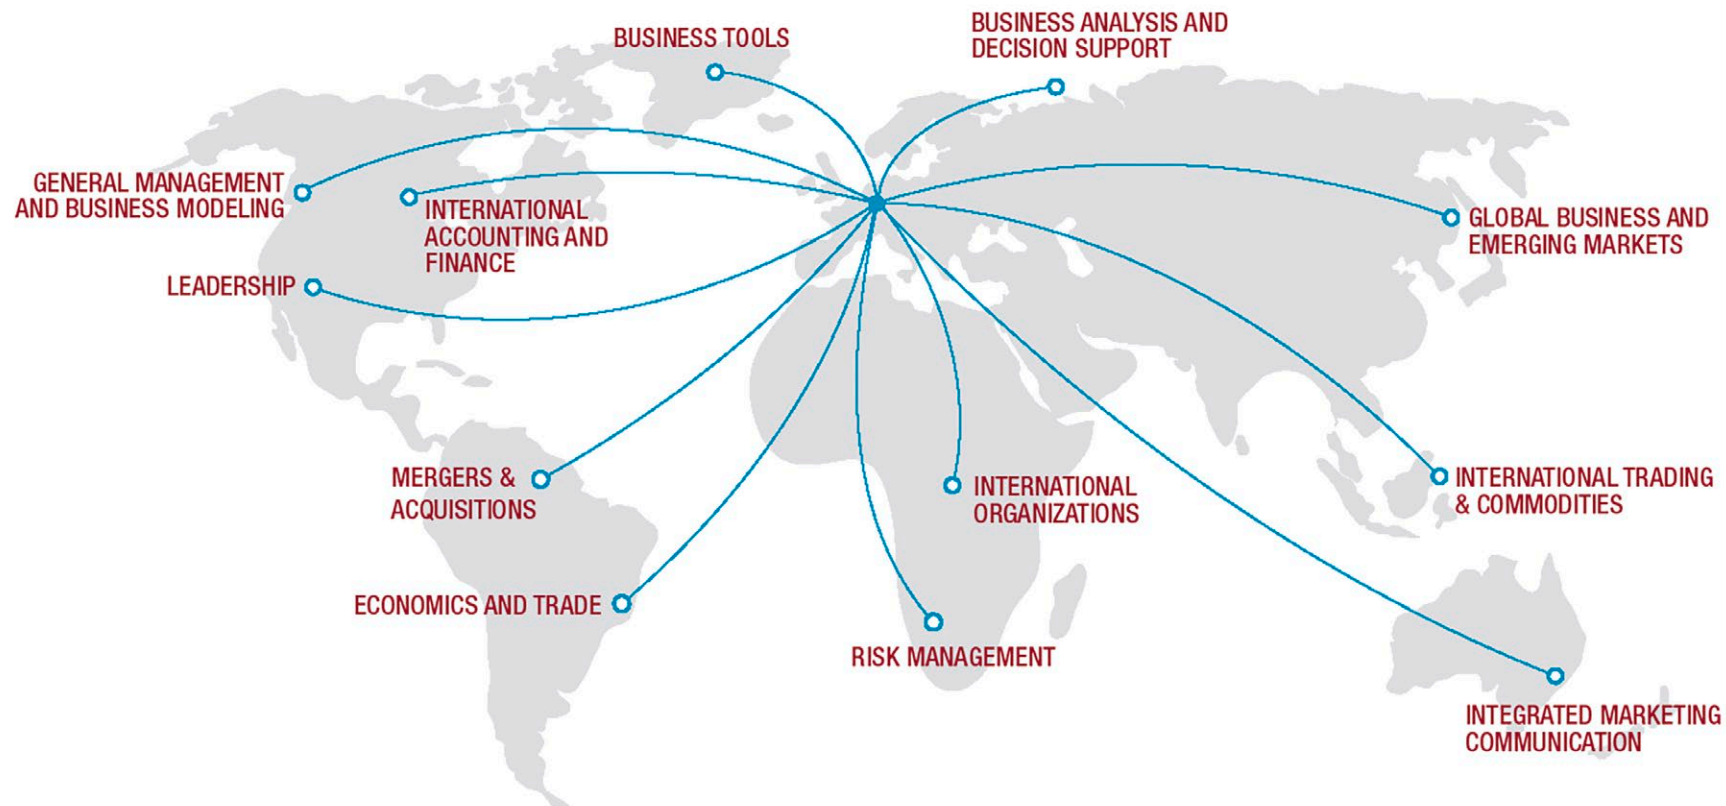 BUSINESS TOOLS
BUSINESS ANALYSIS AND
DECISION SUPPORT
GENERAL MANAGEMENT
AND BUSINESS MODELING
INTERNATIONAL
ACCOUNTING AND
FINANCE
GLOBAL BUSINESS AND
EMERGING MARKETS
LEADERSHIP
MERGERS &
ACQUISITIONS
INTERNATIONAL
ORGANIZATIONS
INTERNATIONAL TRADING
& COMMODITIES
ECONOMICS AND TRADE
RISK MANAGEMENT
INTEGRATED MARKETING
COMMUNICATION